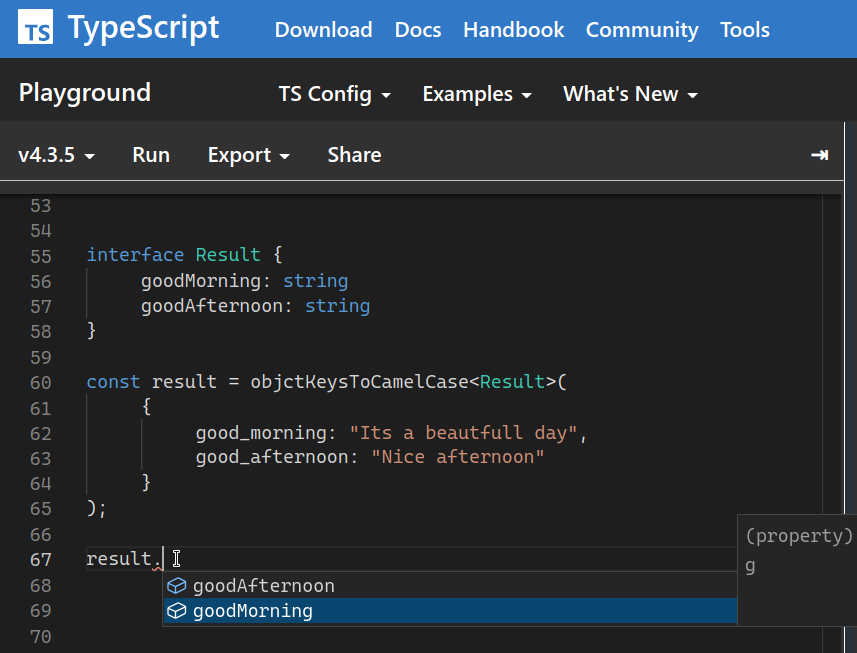 TS TypeScript Download Docs Handbook Community Tools
Playground TS Config Examples What's New
v4.3.5 Run Export Share
53
54
55 interface Result {
56 goodMorning: string
57 goodAfternoon: string
58 }
59
60 const result = objctKeysToCamelCase<Result>(
61 {
62 good_morning: "Its a beautfull day",
63 good_afternoon: "Nice afternoon"
64 }
65 );
66
67 result.
(property)
g
68 goodAfternoon
69 goodMorning
70